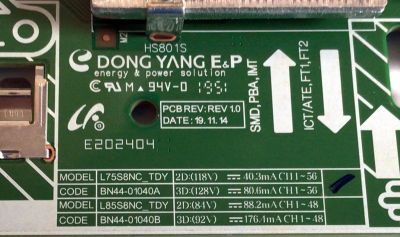 HS801S
DONG YANG E&P
energy & power solution
M 94V-0 1951
PCB REV: REV 1.0
DATE: 19. 11. 14
SMD, PBA, IMT
ICT/ATE, FT1, FT2
E202404
MODEL L75S8NC_TDY 2D:(118V) 40.3mA CH1~56
CODE BN44-01040A 3D:(128V) 80.6mA CH1~56
MODEL L85S8NC_TDY 2D:(84V) 88.2mA CH1~48
CODE BN44-01040B 3D:(92V) 176.4mA CH1~48